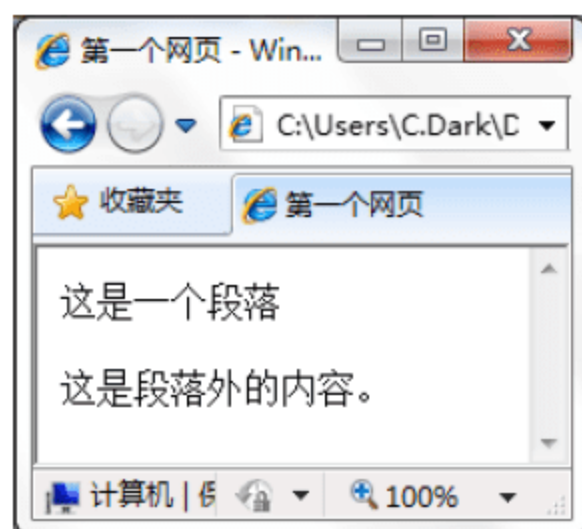 第一个网页 - Win...
C:\Users\C.Dark\D
收藏夹
第一个网页
这是一个段落
这是段落外的内容。
计算机 | 保
100%